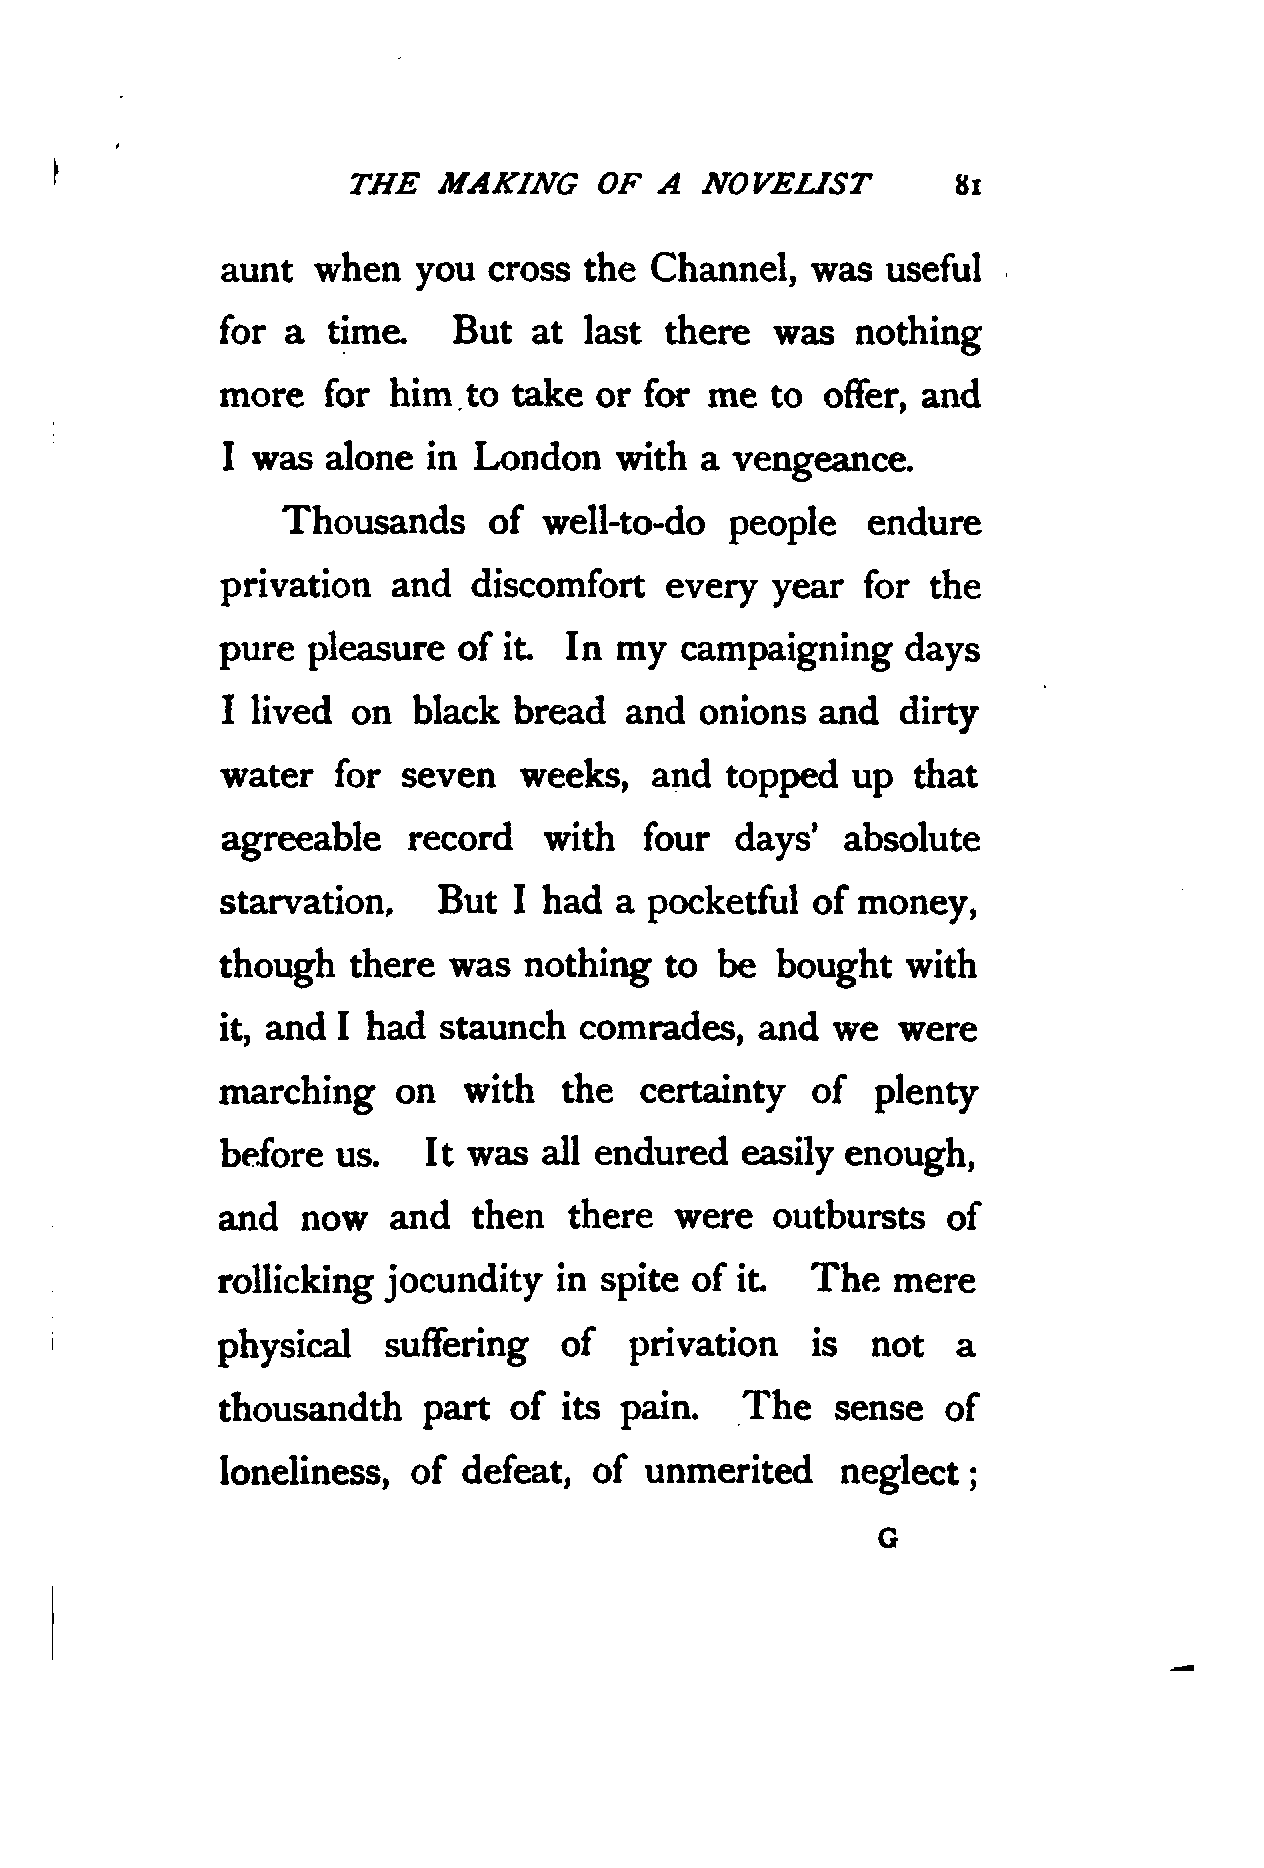 THE MAKING OF A NOVELIST 81
aunt when you cross the Channel, was useful
for a time. But at last there was nothing
more for him to take or for me to offer, and
I was alone in London with a vengeance.
Thousands of well-to-do people endure
privation and discomfort every year for the
pure pleasure of it. In my campaigning days
I lived on black bread and onions and dirty
water for seven weeks, and topped up that
agreeable record with four days' absolute
starvation. But I had a pocketful of money,
though there was nothing to be bought with
it, and I had staunch comrades, and we were
marching on with the certainty of plenty
before us. It was all endured easily enough,
and now and then there were outbursts of
rollicking jocundity in spite of it. The mere
physical suffering of privation is not a
thousandth part of its pain. The sense of
loneliness, of defeat, of unmerited neglect ;
G